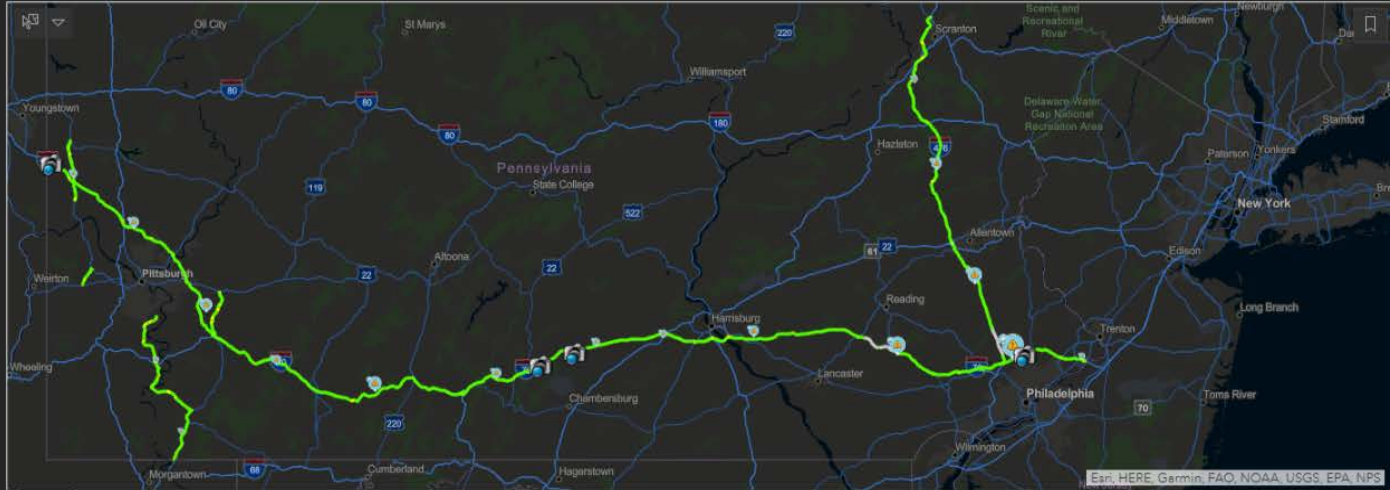 Oil City
St Marys
220
Scenic and
Recreational
River
Middletown
Newburgh
Scranton
Williamsport
80
80
Youngstown
Delaware Water
Gap National
Recreation Area
Stamford
180
80
Hazleton
476
Paterson
Yonkers
Pennsylvania
State College
119
522
New York
Allentown
61
22
Edison
Altoona
22
22
Weirton
Pittsburgh
Reading
Long Branch
Harrisburg
Trenton
Wheeling
Lancaster
Chambersburg
Philadelphia
Toms River
70
220
Wilmington
Morgantown
68
Cumberland
Hagerstown
Esri, HERE, Garmin, FAO, NOAA, USGS, EPA, NPS
New Jersey